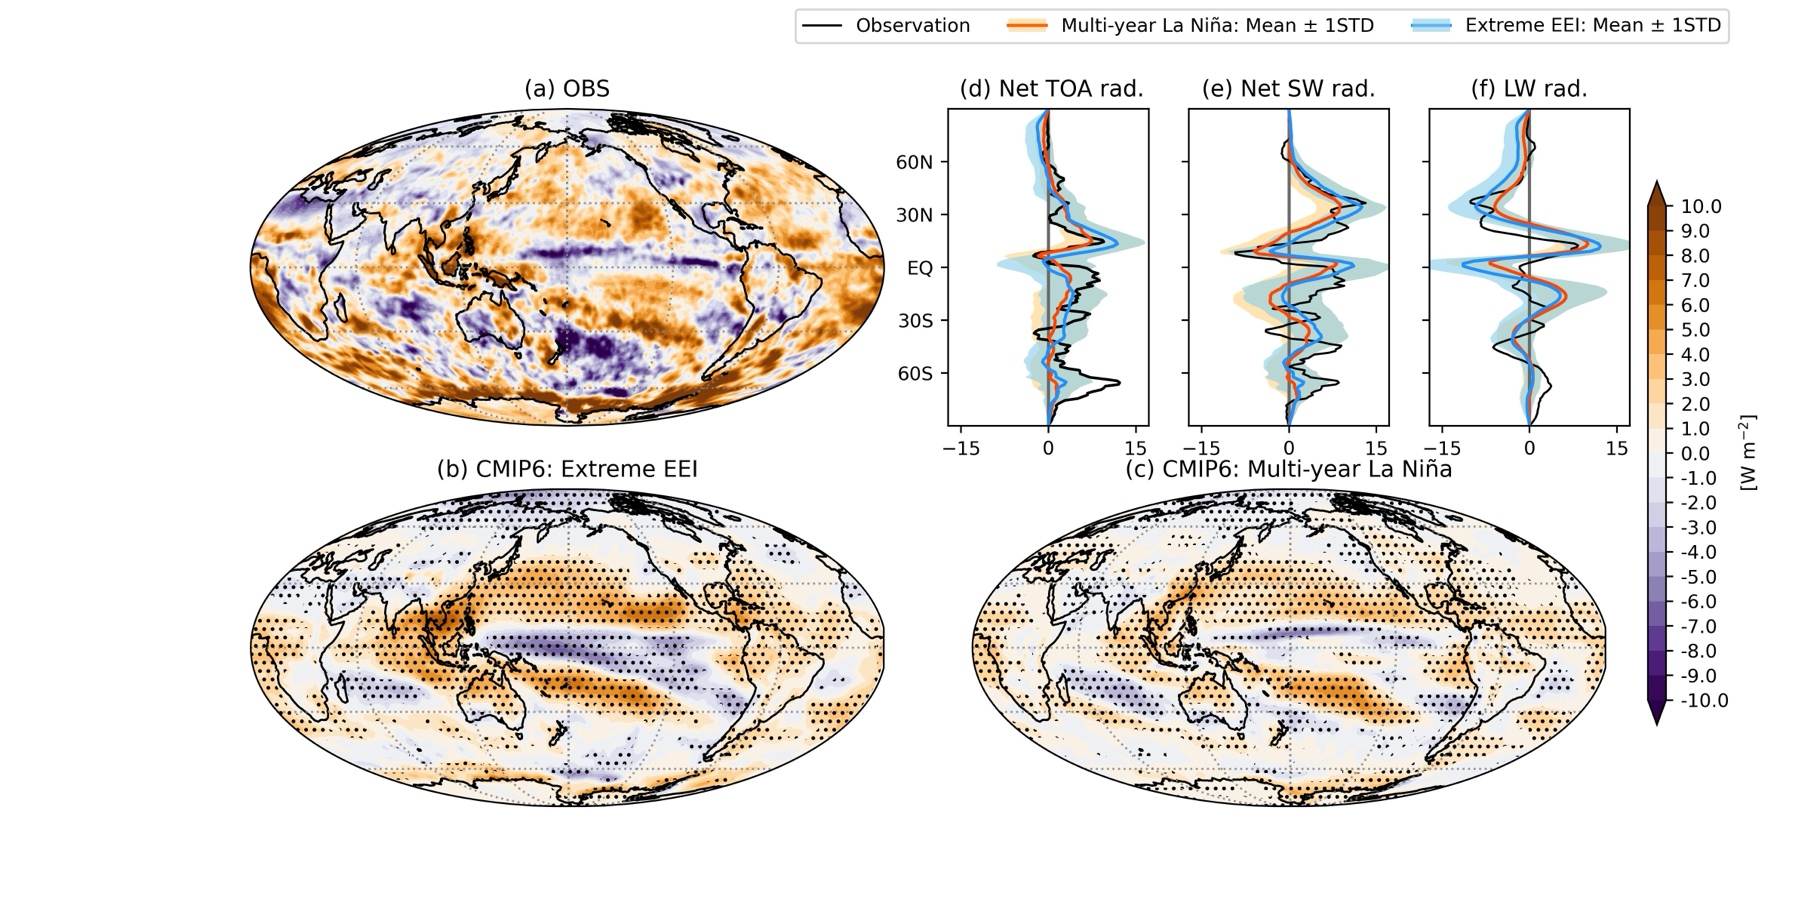 Observation
Multi-year La Niña: Mean ± 1STD
Extreme EEI: Mean ± 1STD
(a) OBS
(d) Net TOA rad.
(e) Net SW rad.
(f) LW rad.
60N
30N
EQ
30S
60S
−15 0 15
−15 0 15
−15 0 15
(b) CMIP6: Extreme EEI
(c) CMIP6: Multi-year La Niña
10.0
9.0
8.0
7.0
6.0
5.0
4.0
3.0
2.0
1.0
0.0
-1.0
-2.0
-3.0
-4.0
-5.0
-6.0
-7.0
-8.0
-9.0
-10.0
[W m⁻²]